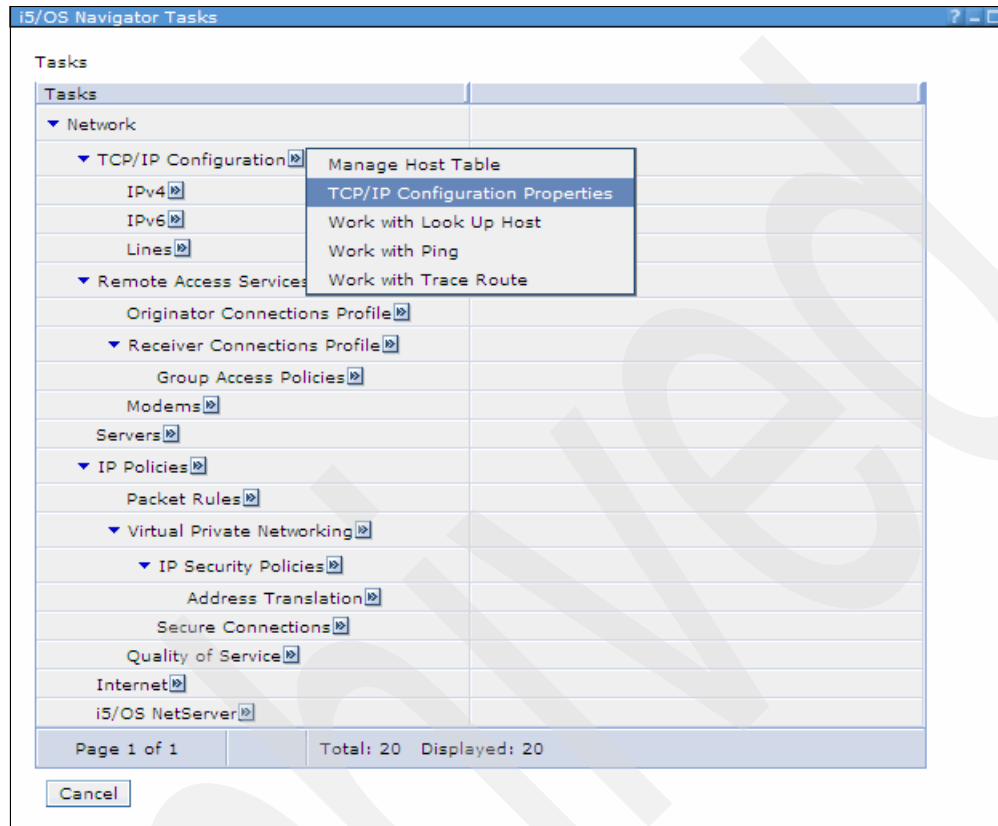 i5/OS Navigator Tasks
Tasks
Tasks
Network
TCP/IP Configuration
Manage Host Table
TCP/IP Configuration Properties
Work with Look Up Host
Work with Ping
Work with Trace Route
IPv4
IPv6
Lines
Remote Access Services
Originator Connections Profile
Receiver Connections Profile
Group Access Policies
Modems
Servers
IP Policies
Packet Rules
Virtual Private Networking
IP Security Policies
Address Translation
Secure Connections
Quality of Service
Internet
i5/OS NetServer
Page 1 of 1 Total: 20 Displayed: 20
Cancel